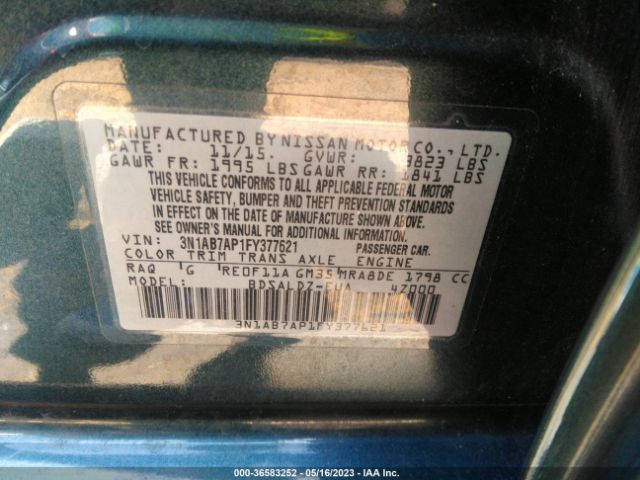 MANUFACTURED BY NISSAN MOTOR CO., LTD.
DATE: 11/15. GVWR: 3823 LBS
GAWR FR: 1995 LBS GAWR RR: 1841 LBS
THIS VEHICLE CONFORMS TO ALL APPLICABLE FEDERAL MOTOR
VEHICLE SAFETY, BUMPER AND THEFT PREVENTION STANDARDS
IN EFFECT ON THE DATE OF MANUFACTURE SHOWN ABOVE.
SEE OWNER'S MANUAL FOR ADDITIONAL INFORMATION.
VIN: 3N1AB7AP1FY377621 PASSENGER CAR.
COLOR TRIM TRANS AXLE ENGINE
RAQ G RE0F11A GM35 MRA8DE 1798 CC
MODEL: BDSALDZ-EUA 4Z000
3N1AB7AP1FY377621
000-36583252 - 05/16/2023 - IAA Inc.